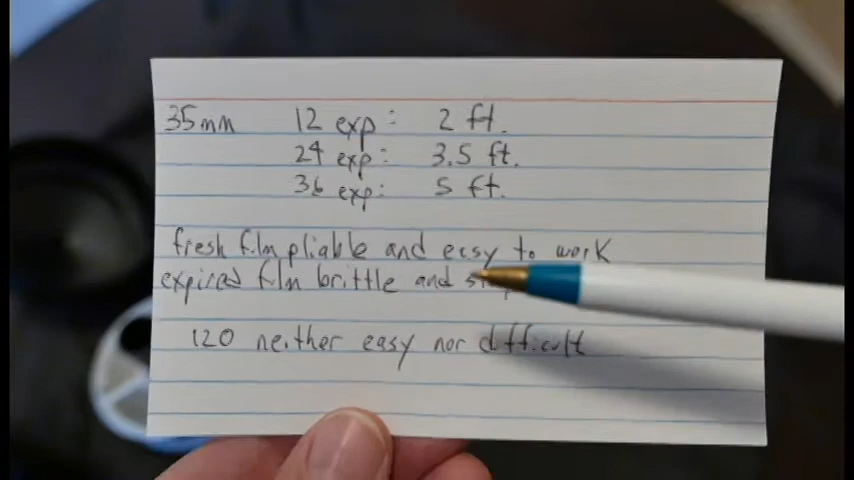 35mm 12 exp: 2 ft.
24 exp: 3.5 ft.
36 exp: 5 ft.
fresh film pliable and easy to work
expired film brittle and
120 neither easy nor difficult